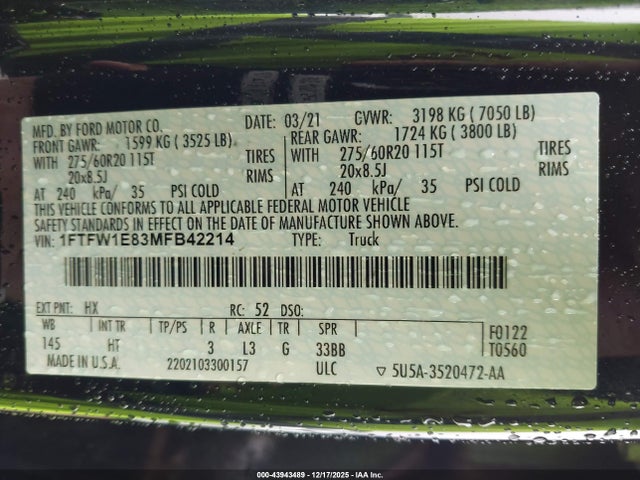 MFD. BY FORD MOTOR CO. DATE: 03/21 GVWR: 3198 KG ( 7050 LB)
FRONT GAWR: 1599 KG ( 3525 LB) REAR GAWR: 1724 KG ( 3800 LB)
WITH 275/60R20 115T TIRES WITH 275/60R20 115T TIRES
20x8.5J RIMS 20x8.5J RIMS
AT 240 kPa/ 35 PSI COLD AT 240 kPa/ 35 PSI COLD
THIS VEHICLE CONFORMS TO ALL APPLICABLE FEDERAL MOTOR VEHICLE
SAFETY STANDARDS IN EFFECT ON THE DATE OF MANUFACTURE SHOWN ABOVE.
VIN: 1FTFW1E83MFB42214 TYPE: Truck
EXT PNT: HX RC: 52 DSO:
WB INT TR TP/PS R AXLE TR SPR F0122
145 HT 3 L3 G 33BB T0560
MADE IN U.S.A. 2202103300157 ULC ▽ 5U5A-3520472-AA
000-43943489 - 12/17/2025 - IAA Inc.